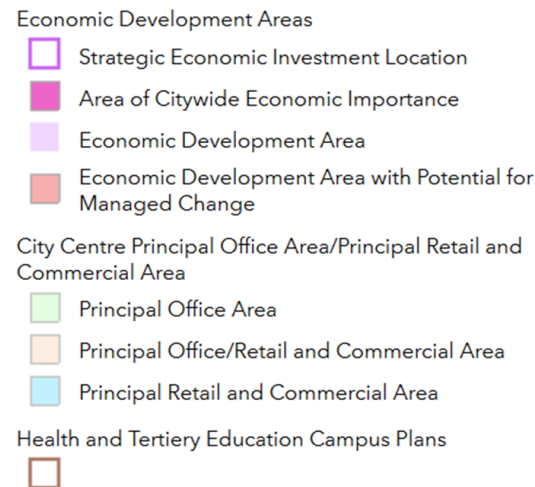 Economic Development Areas
Strategic Economic Investment Location
Area of Citywide Economic Importance
Economic Development Area
Economic Development Area with Potential for
Managed Change
City Centre Principal Office Area/Principal Retail and
Commercial Area
Principal Office Area
Principal Office/Retail and Commercial Area
Principal Retail and Commercial Area
Health and Tertiery Education Campus Plans